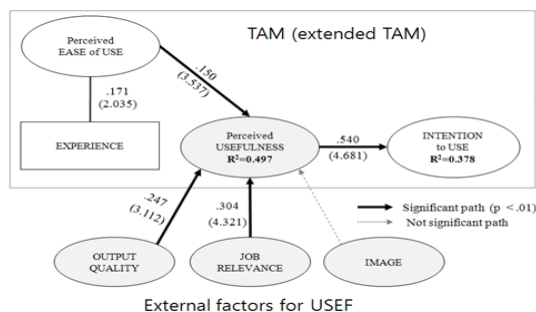 TAM (extended TAM)
Perceived
EASE of USE
.150
(3.537)
.171
(2.035)
EXPERIENCE
Perceived
USEFULNESS
R²=0.497
.540
(4.681)
INTENTION
to USE
R²=0.378
.247
(3.112)
.304
(4.321)
Significant path (p <.01)
Not significant path
OUTPUT
QUALITY
JOB
RELEVANCE
IMAGE
External factors for USEF